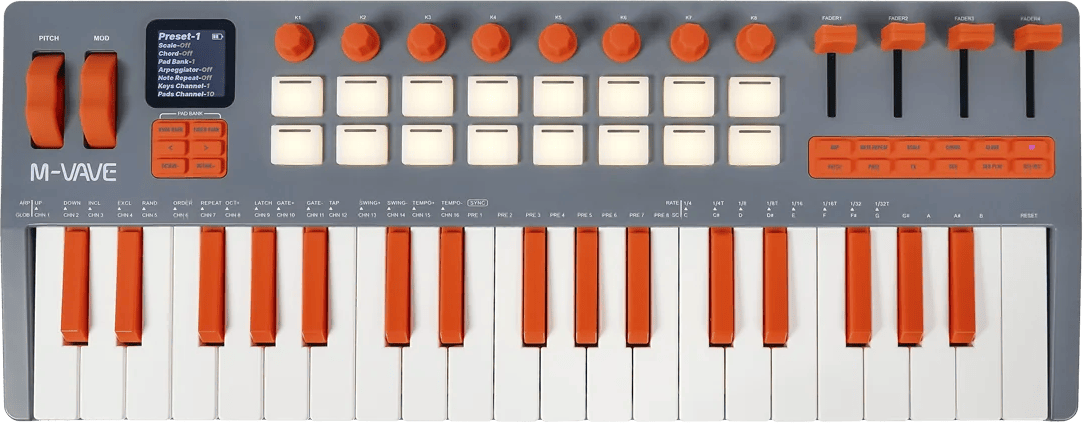 PITCH MOD
Preset-1
Scale-Off
Chord-Off
Pad Bank-1
Arpeggiator-Off
Note Repeat-Off
Keys Channel-1
Pads Channel-10
K1 K2 K3 K4 K5 K6 K7 K8
FADER1 FADER2 FADER3 FADER4
PAD BANK
< >
M-VAVE
ARP UP DOWN INCL EXCL RAND ORDER REPEAT OCT+ LATCH GATE+ GATE- TAP SWING+ SWING- TEMPO+ TEMPO- SYNC RATE 1/4 1/4T 1/8 1/8T 1/16 1/16T 1/32 1/32T
GLOB CHN 1 CHN 2 CHN 3 CHN 4 CHN 5 CHN 6 CHN 7 CHN 8 CHN 9 CHN 10 CHN 11 CHN 12 CHN 13 CHN 14 CHN 15 CHN 16 PRE 1 PRE 2 PRE 3 PRE 4 PRE 5 PRE 6 PRE 7 PRE 8 C C# D D# E F F# G G# A A# B RESET